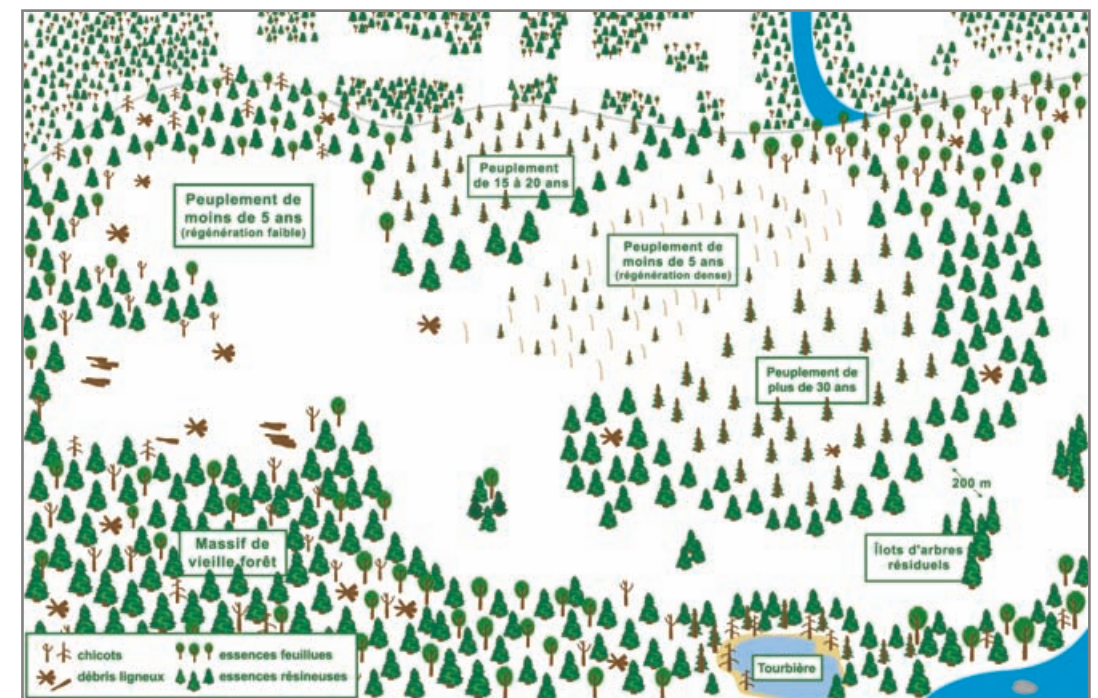 Peuplement
de 15 à 20 ans
Peuplement de
moins de 5 ans
(régénération faible)
Peuplement de
moins de 5 ans
(régénération dense)
Peuplement de
plus de 30 ans
200 m
Massif de
vieille forêt
Îlots d'arbres
résiduels
chicots
essences feuillues
débris ligneux
essences résineuses
Tourbière